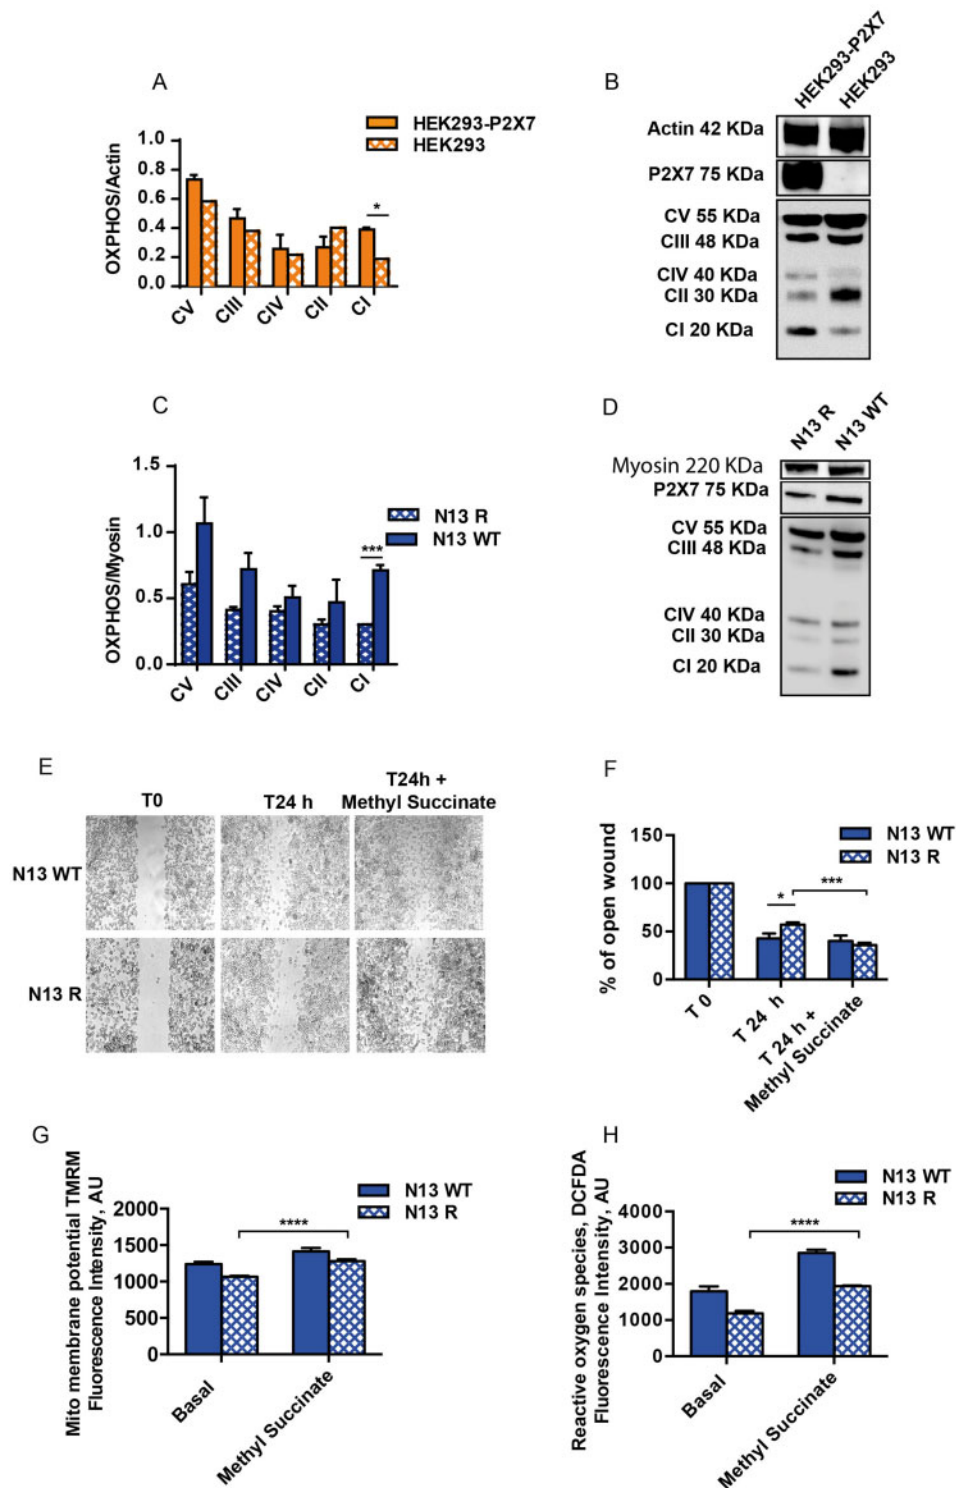 A
HEK293-P2X7
HEK293
OXPHOS/Actin
1.0
0.8
0.6
0.4
0.2
0.0
*
CV
CIII
CIV
CII
CI
B
HEK293-P2X7
HEK293
Actin 42 KDa
P2X7 75 KDa
CV 55 KDa
CIII 48 KDa
CIV 40 KDa
CII 30 KDa
CI 20 KDa
C
N13 R
N13 WT
OXPHOS/Myosin
1.5
1.0
0.5
0.0
***
CV
CIII
CIV
CII
CI
D
N13 R
N13 WT
Myosin 220 KDa
P2X7 75 KDa
CV 55 KDa
CIII 48 KDa
CIV 40 KDa
CII 30 KDa
CI 20 KDa
E
T0
T24 h
T24h +
Methyl Succinate
N13 WT
N13 R
F
N13 WT
N13 R
% of open wound
150
100
50
0
*
***
T 0
T 24 h
T 24 h +
Methyl Succinate
G
N13 WT
N13 R
Mito membrane potential TMRM
Fluorescence Intensity, AU
2000
1500
1000
500
0
****
Basal
Methyl Succinate
H
N13 WT
N13 R
Reactive oxygen species, DCFDA
Fluorescence Intensity, AU
4000
3000
2000
1000
0
****
Basal
Methyl Succinate